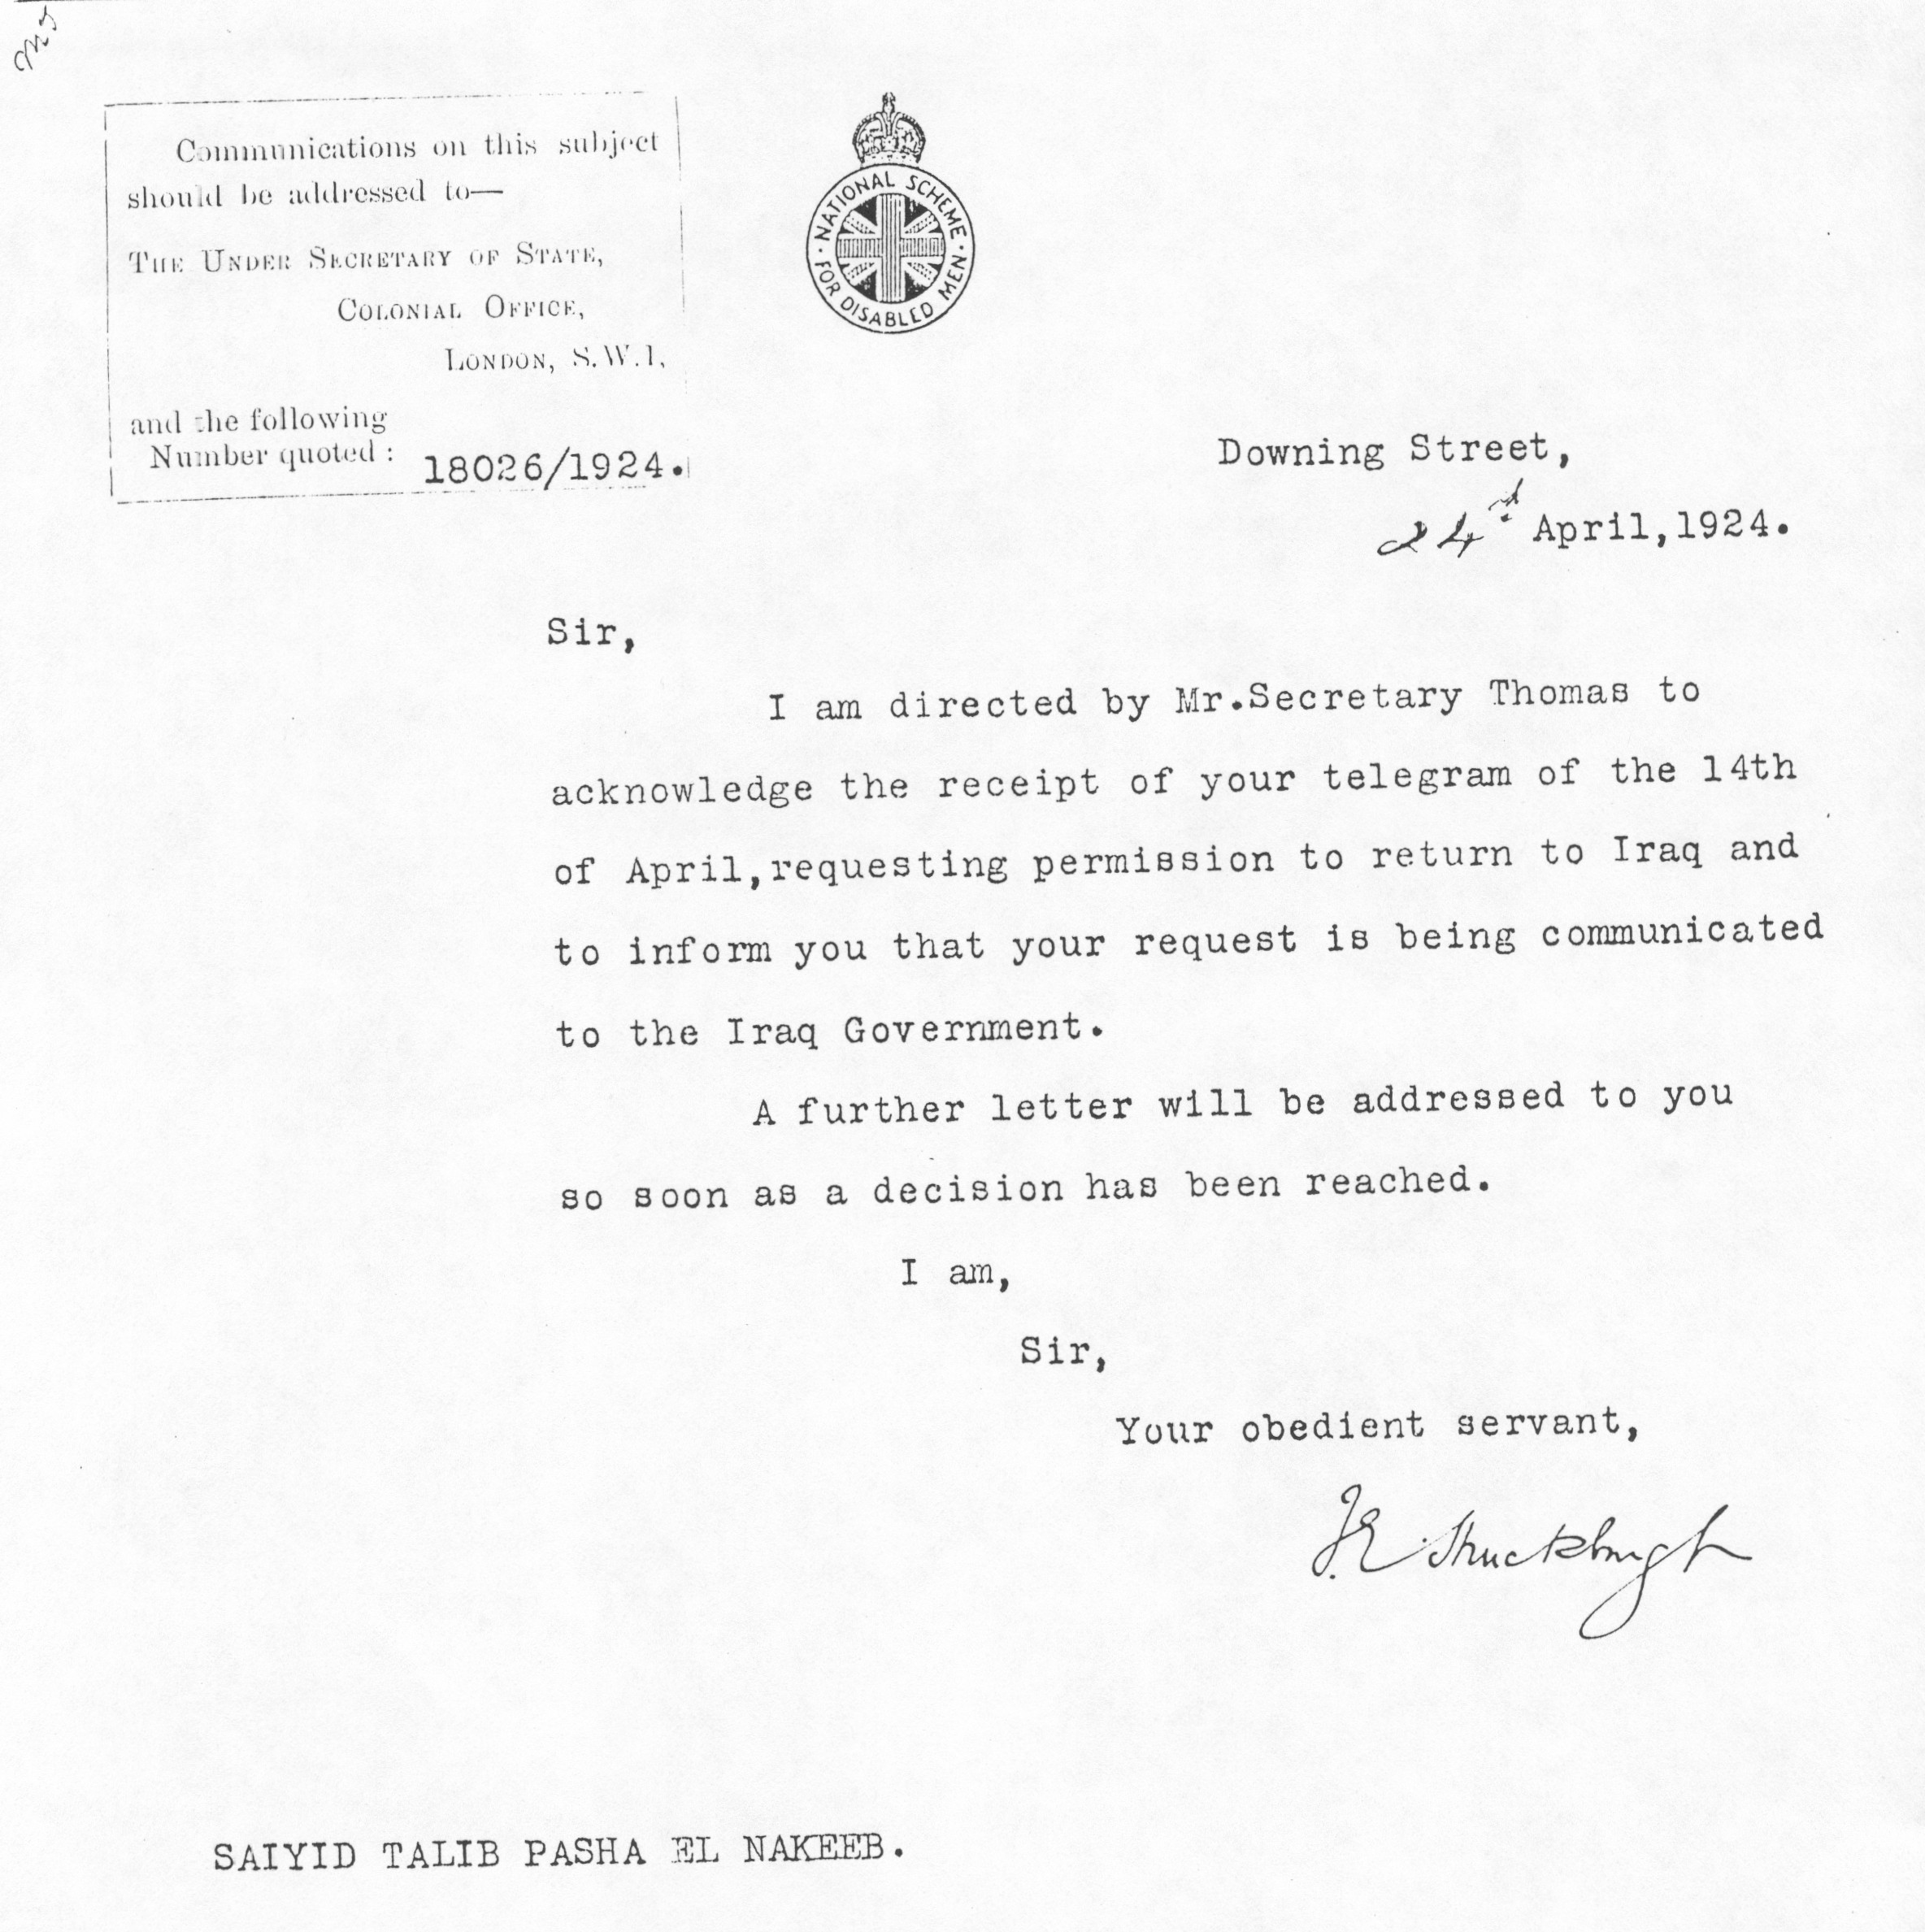 Communications on this subject
should be addressed to—
THE UNDER SECRETARY OF STATE,
COLONIAL OFFICE,
LONDON, S.W.1,
and the following
Number quoted : 18026/1924.
NATIONAL SCHEME
FOR DISABLED MEN
Downing Street,
24 April,1924.
Sir,
I am directed by Mr.Secretary Thomas to
acknowledge the receipt of your telegram of the 14th
of April,requesting permission to return to Iraq and
to inform you that your request is being communicated
to the Iraq Government.
A further letter will be addressed to you
so soon as a decision has been reached.
I am,
Sir,
Your obedient servant,
J.E. Shuckburgh
SAIYID TALIB PASHA EL NAKEEB.